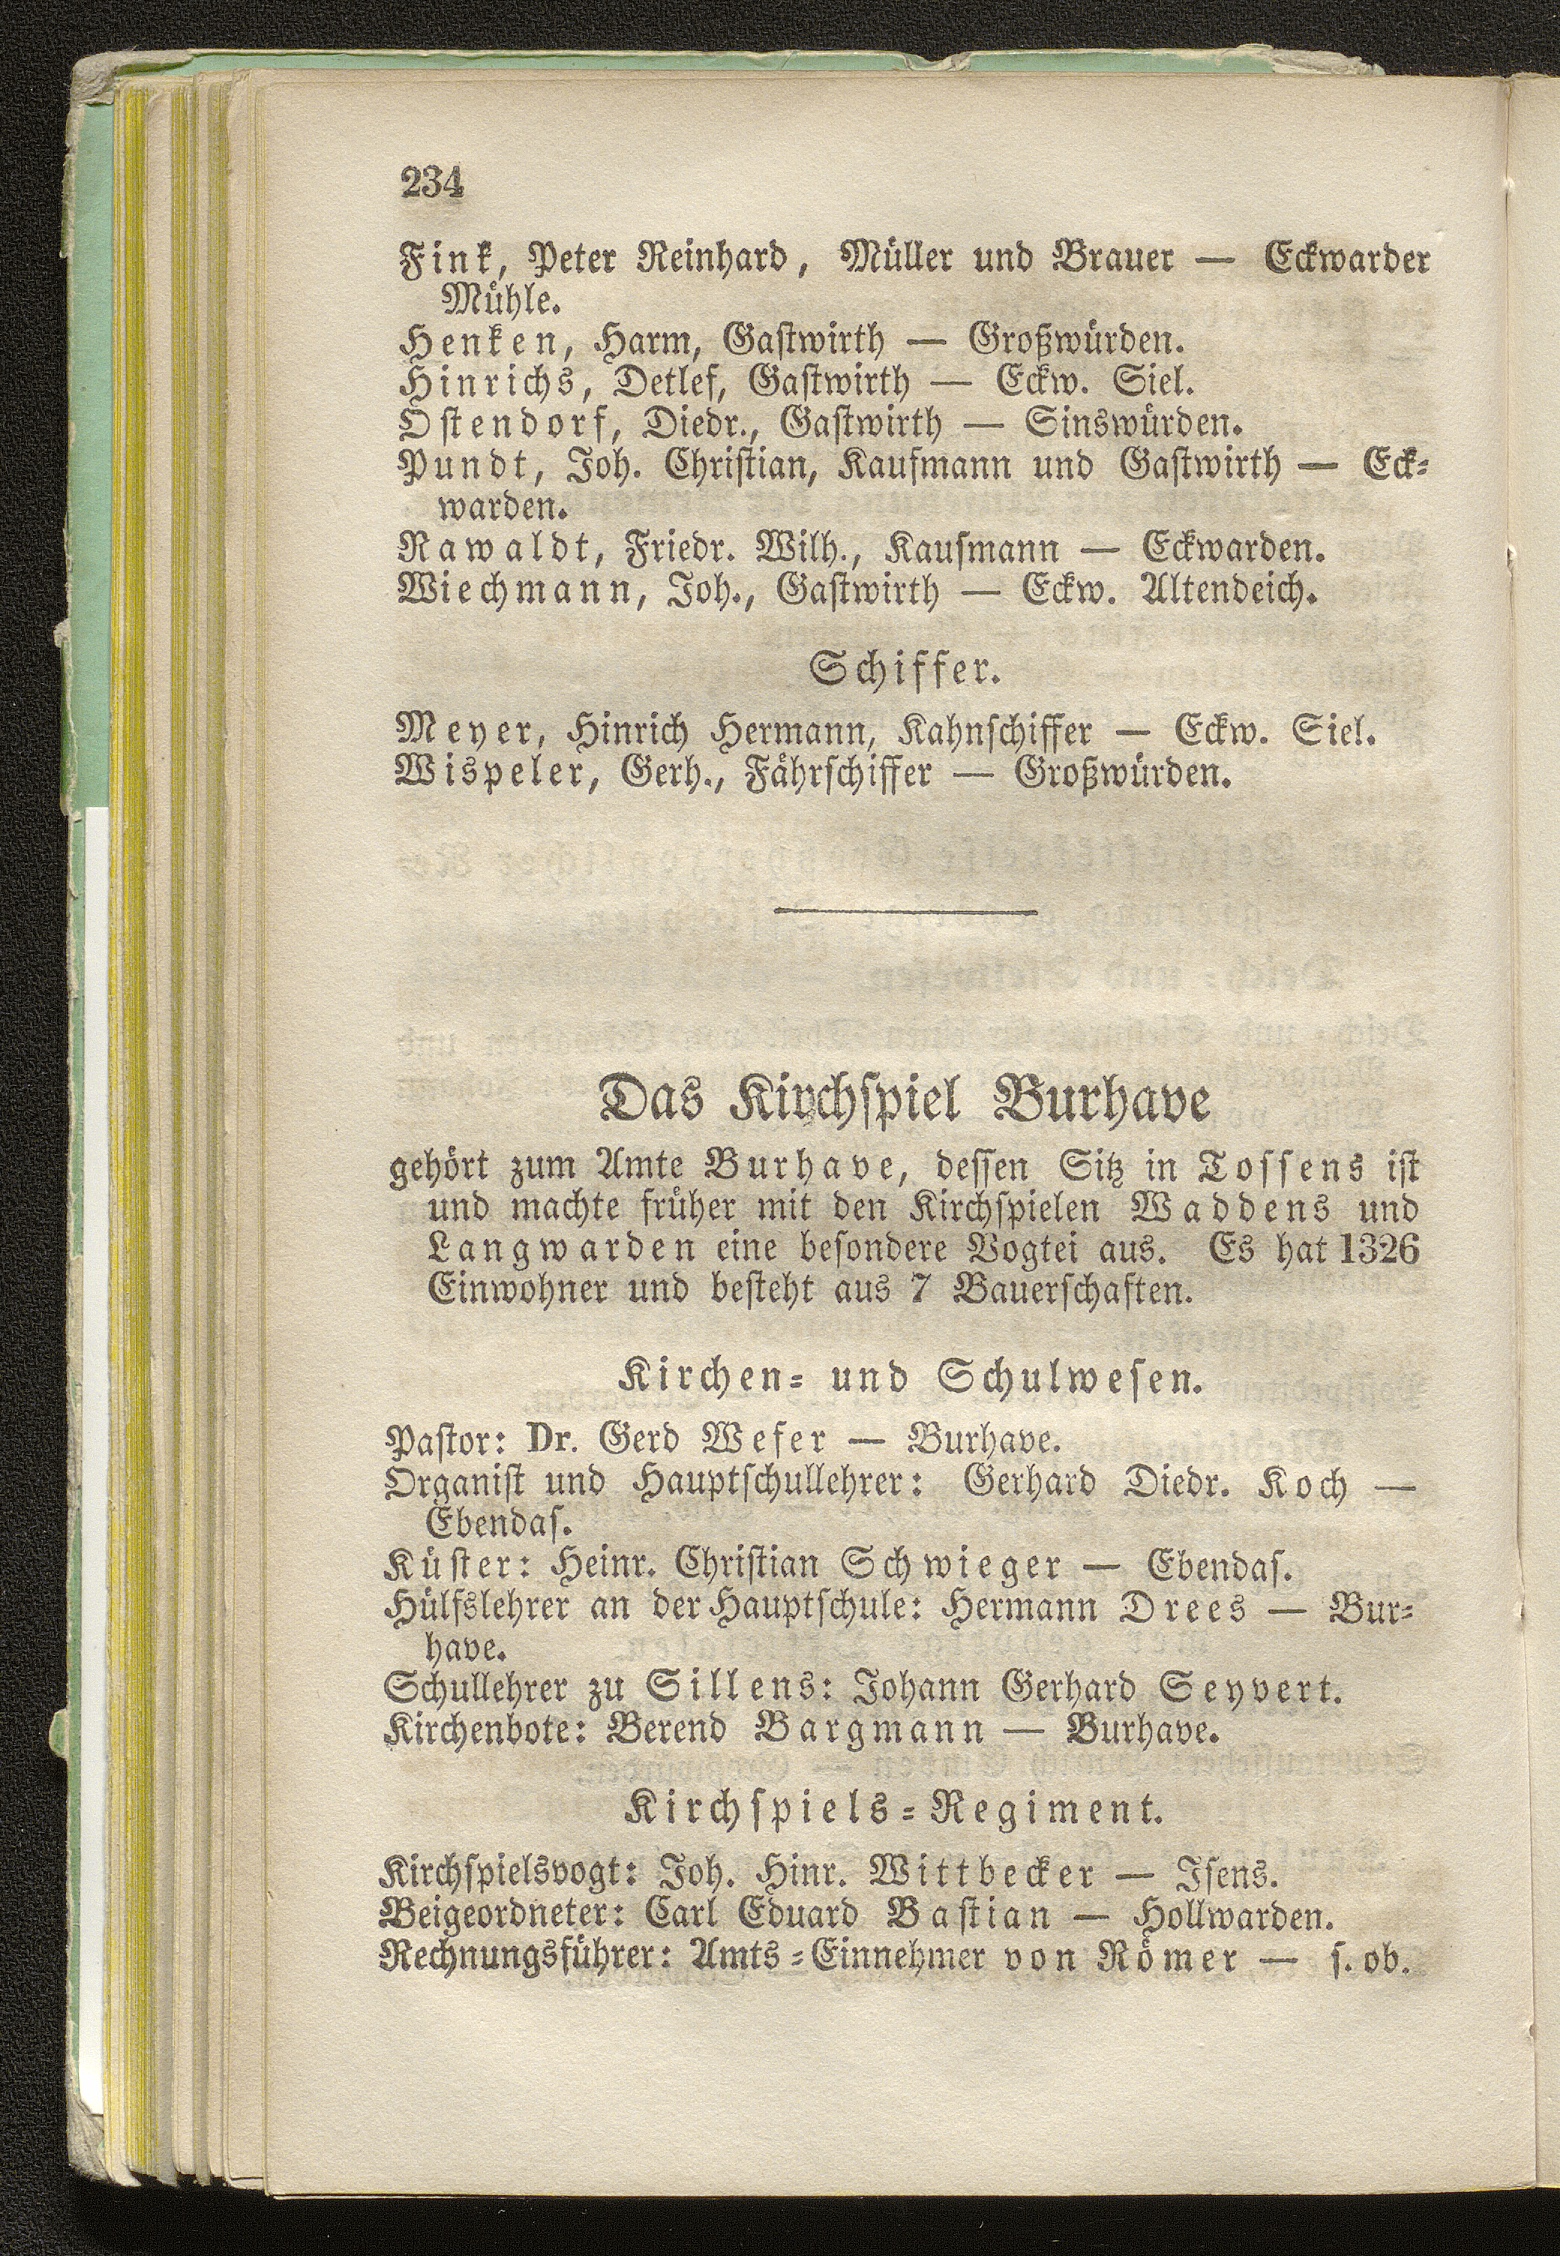 234
Fink, Peter Reinhard, Müller und Brauer — Eckwarder
Mühle.
Henken, Harm, Gastwirth — Großwürden.
Hinrichs, Detlef, Gastwirth — Eckw. Siel.
Ostendorf, Diedr., Gastwirth — Sinswürden.
Pundt, Joh. Christian, Kaufmann und Gastwirth — Eck-
warden.
Rawaldt, Friedr. Wilh., Kaufmann — Eckwarden.
Wiechmann, Joh., Gastwirth — Eckw. Altendeich.
Schiffer.
Meyer, Hinrich Hermann, Kahnschiffer — Eckw. Siel.
Wispeler, Gerh., Fährschiffer — Großwürden.
Das Kirchspiel Burhave
gehört zum Amte Burhave, dessen Sitz in Tossens ist
und machte früher mit den Kirchspielen Waddens und
Langwarden eine besondere Vogtei aus. Es hat 1326
Einwohner und besteht aus 7 Bauerschaften.
Kirchen- und Schulwesen.
Pastor: Dr. Gerd Wefer — Burhave.
Organist und Hauptschullehrer: Gerhard Diedr. Koch —
Ebendas.
Küster: Heinr. Christian Schwieger — Ebendas.
Hülfslehrer an der Hauptschule: Hermann Drees — Bur-
have.
Schullehrer zu Sillens: Johann Gerhard Seyvert.
Kirchenbote: Berend Bargmann — Burhave.
Kirchspiels-Regiment.
Kirchspielsvogt: Joh. Hinr. Wittbecker — Isens.
Beigeordneter: Carl Eduard Bastian — Hollwarden.
Rechnungsführer: Amts-Einnehmer von Römer — s. ob.